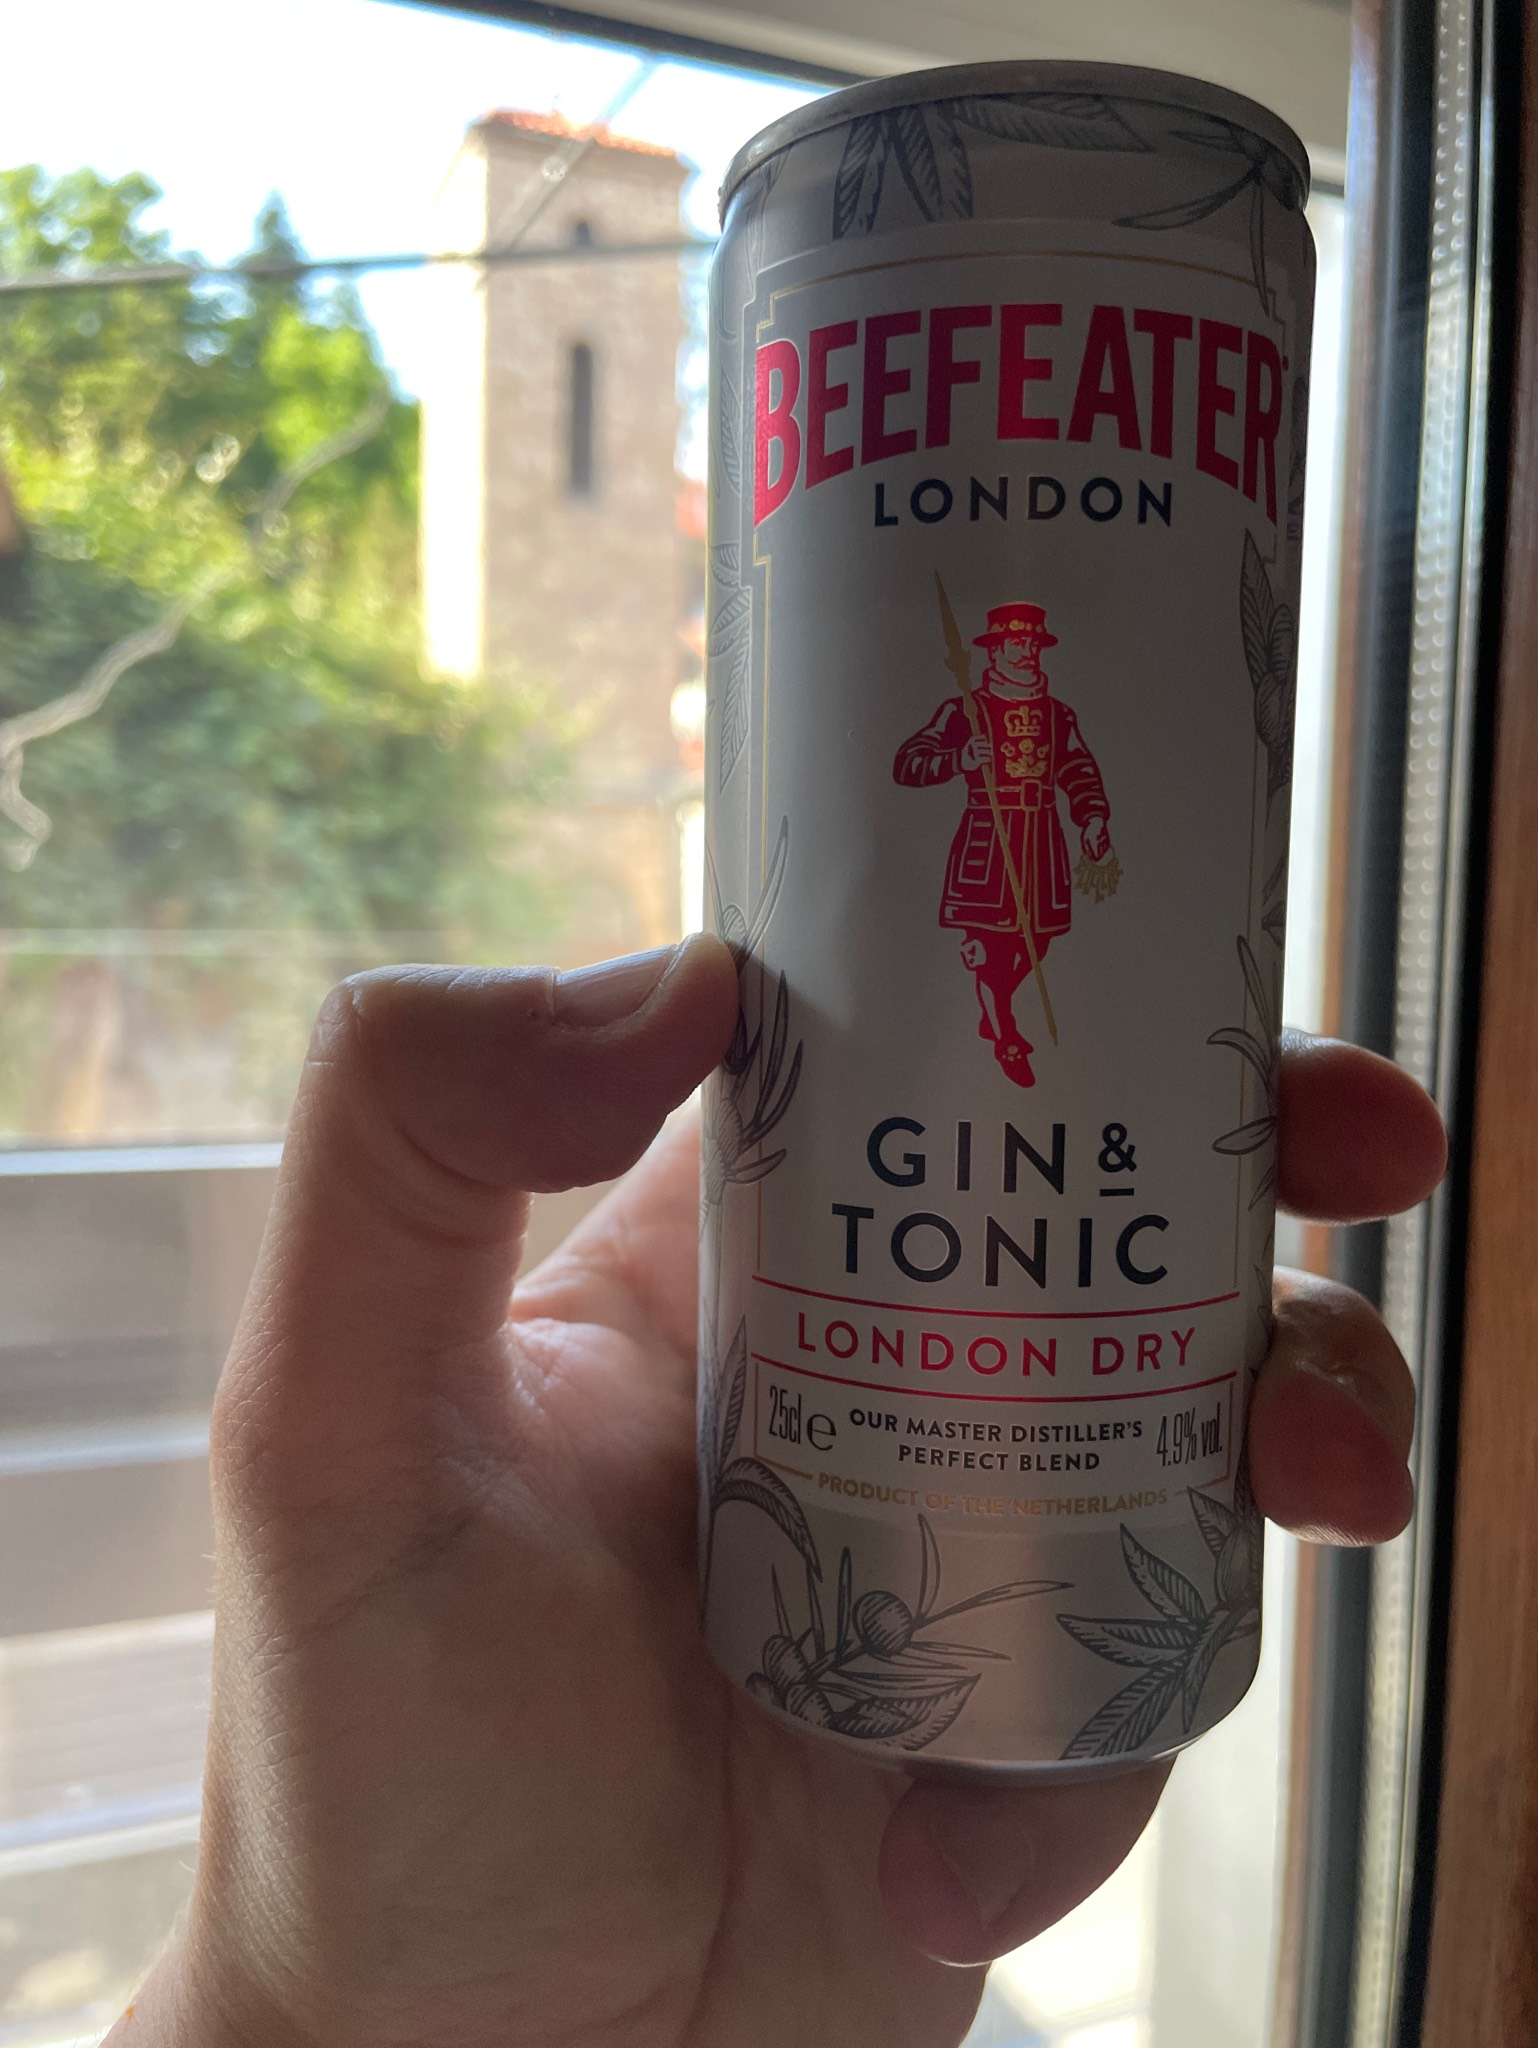 BEEFEATER
LONDON
GIN &
TONIC
LONDON DRY
25cl e OUR MASTER DISTILLER'S 4.9% vol.
PERFECT BLEND
PRODUCT OF THE NETHERLANDS